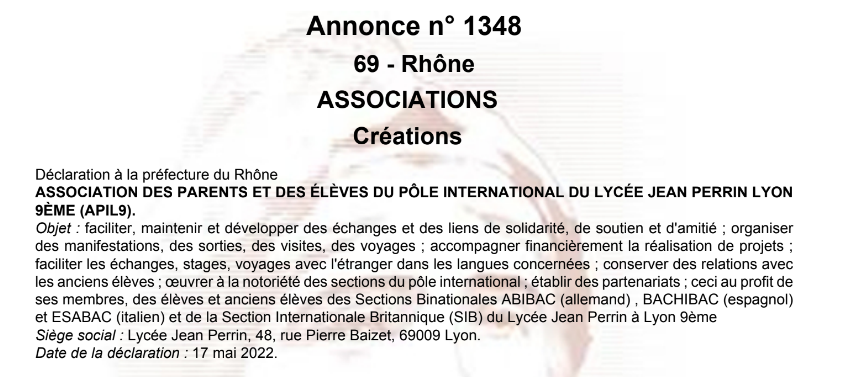 Annonce n° 1348
69 - Rhône
ASSOCIATIONS
Créations
Déclaration à la préfecture du Rhône
ASSOCIATION DES PARENTS ET DES ÉLÈVES DU PÔLE INTERNATIONAL DU LYCÉE JEAN PERRIN LYON
9ÈME (APIL9).
Objet : faciliter, maintenir et développer des échanges et des liens de solidarité, de soutien et d'amitié ; organiser
des manifestations, des sorties, des visites, des voyages ; accompagner financièrement la réalisation de projets ;
faciliter les échanges, stages, voyages avec l'étranger dans les langues concernées ; conserver des relations avec
les anciens élèves ; œuvrer à la notoriété des sections du pôle international ; établir des partenariats ; ceci au profit de
ses membres, des élèves et anciens élèves des Sections Binationales ABIBAC (allemand) , BACHIBAC (espagnol)
et ESABAC (italien) et de la Section Internationale Britannique (SIB) du Lycée Jean Perrin à Lyon 9ème
Siège social : Lycée Jean Perrin, 48, rue Pierre Baizet, 69009 Lyon.
Date de la déclaration : 17 mai 2022.